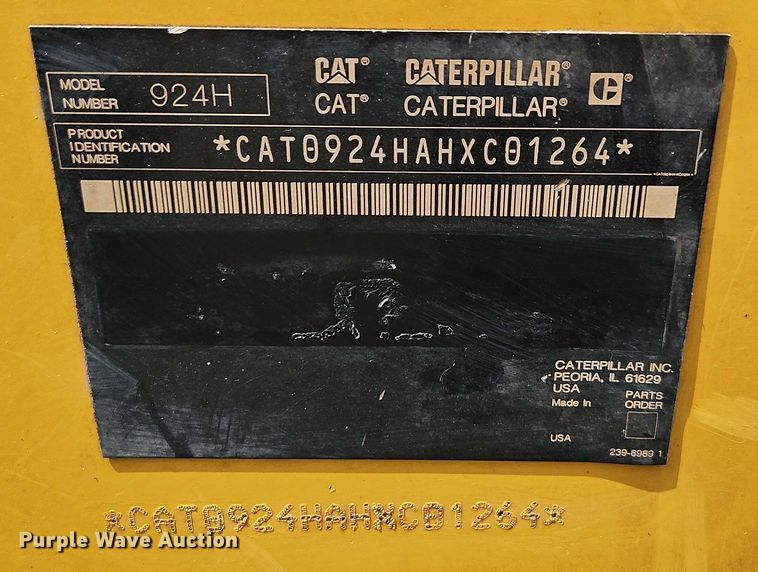 MODEL NUMBER 924H
CAT® CATERPILLAR® C®
CAT® CATERPILLAR®
PRODUCT IDENTIFICATION NUMBER *CAT0924HAHXC01264*
CATERPILLAR INC.
PEORIA, IL 61629
USA
Made In
PARTS ORDER
USA
239-6989 1
*CAT0924HAHXC01264*
Purple Wave Auction